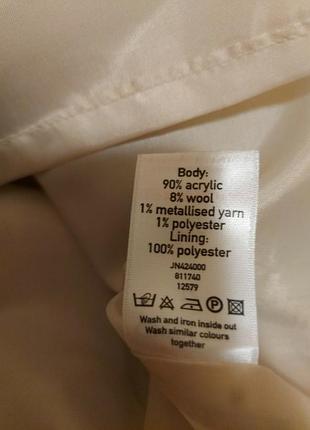 Body:
90% acrylic
8% wool
1% metallised yarn
1% polyester
Lining:
100% polyester
JN424000
811740
12579
Wash and iron inside out
Wash similar colours
together